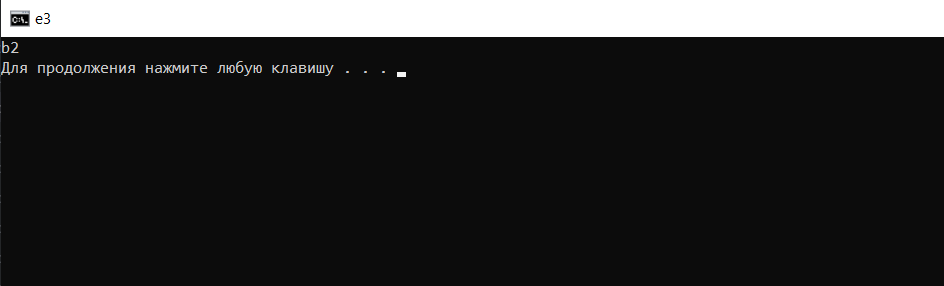 e3
b2
Для продолжения нажмите любую клавишу . . .